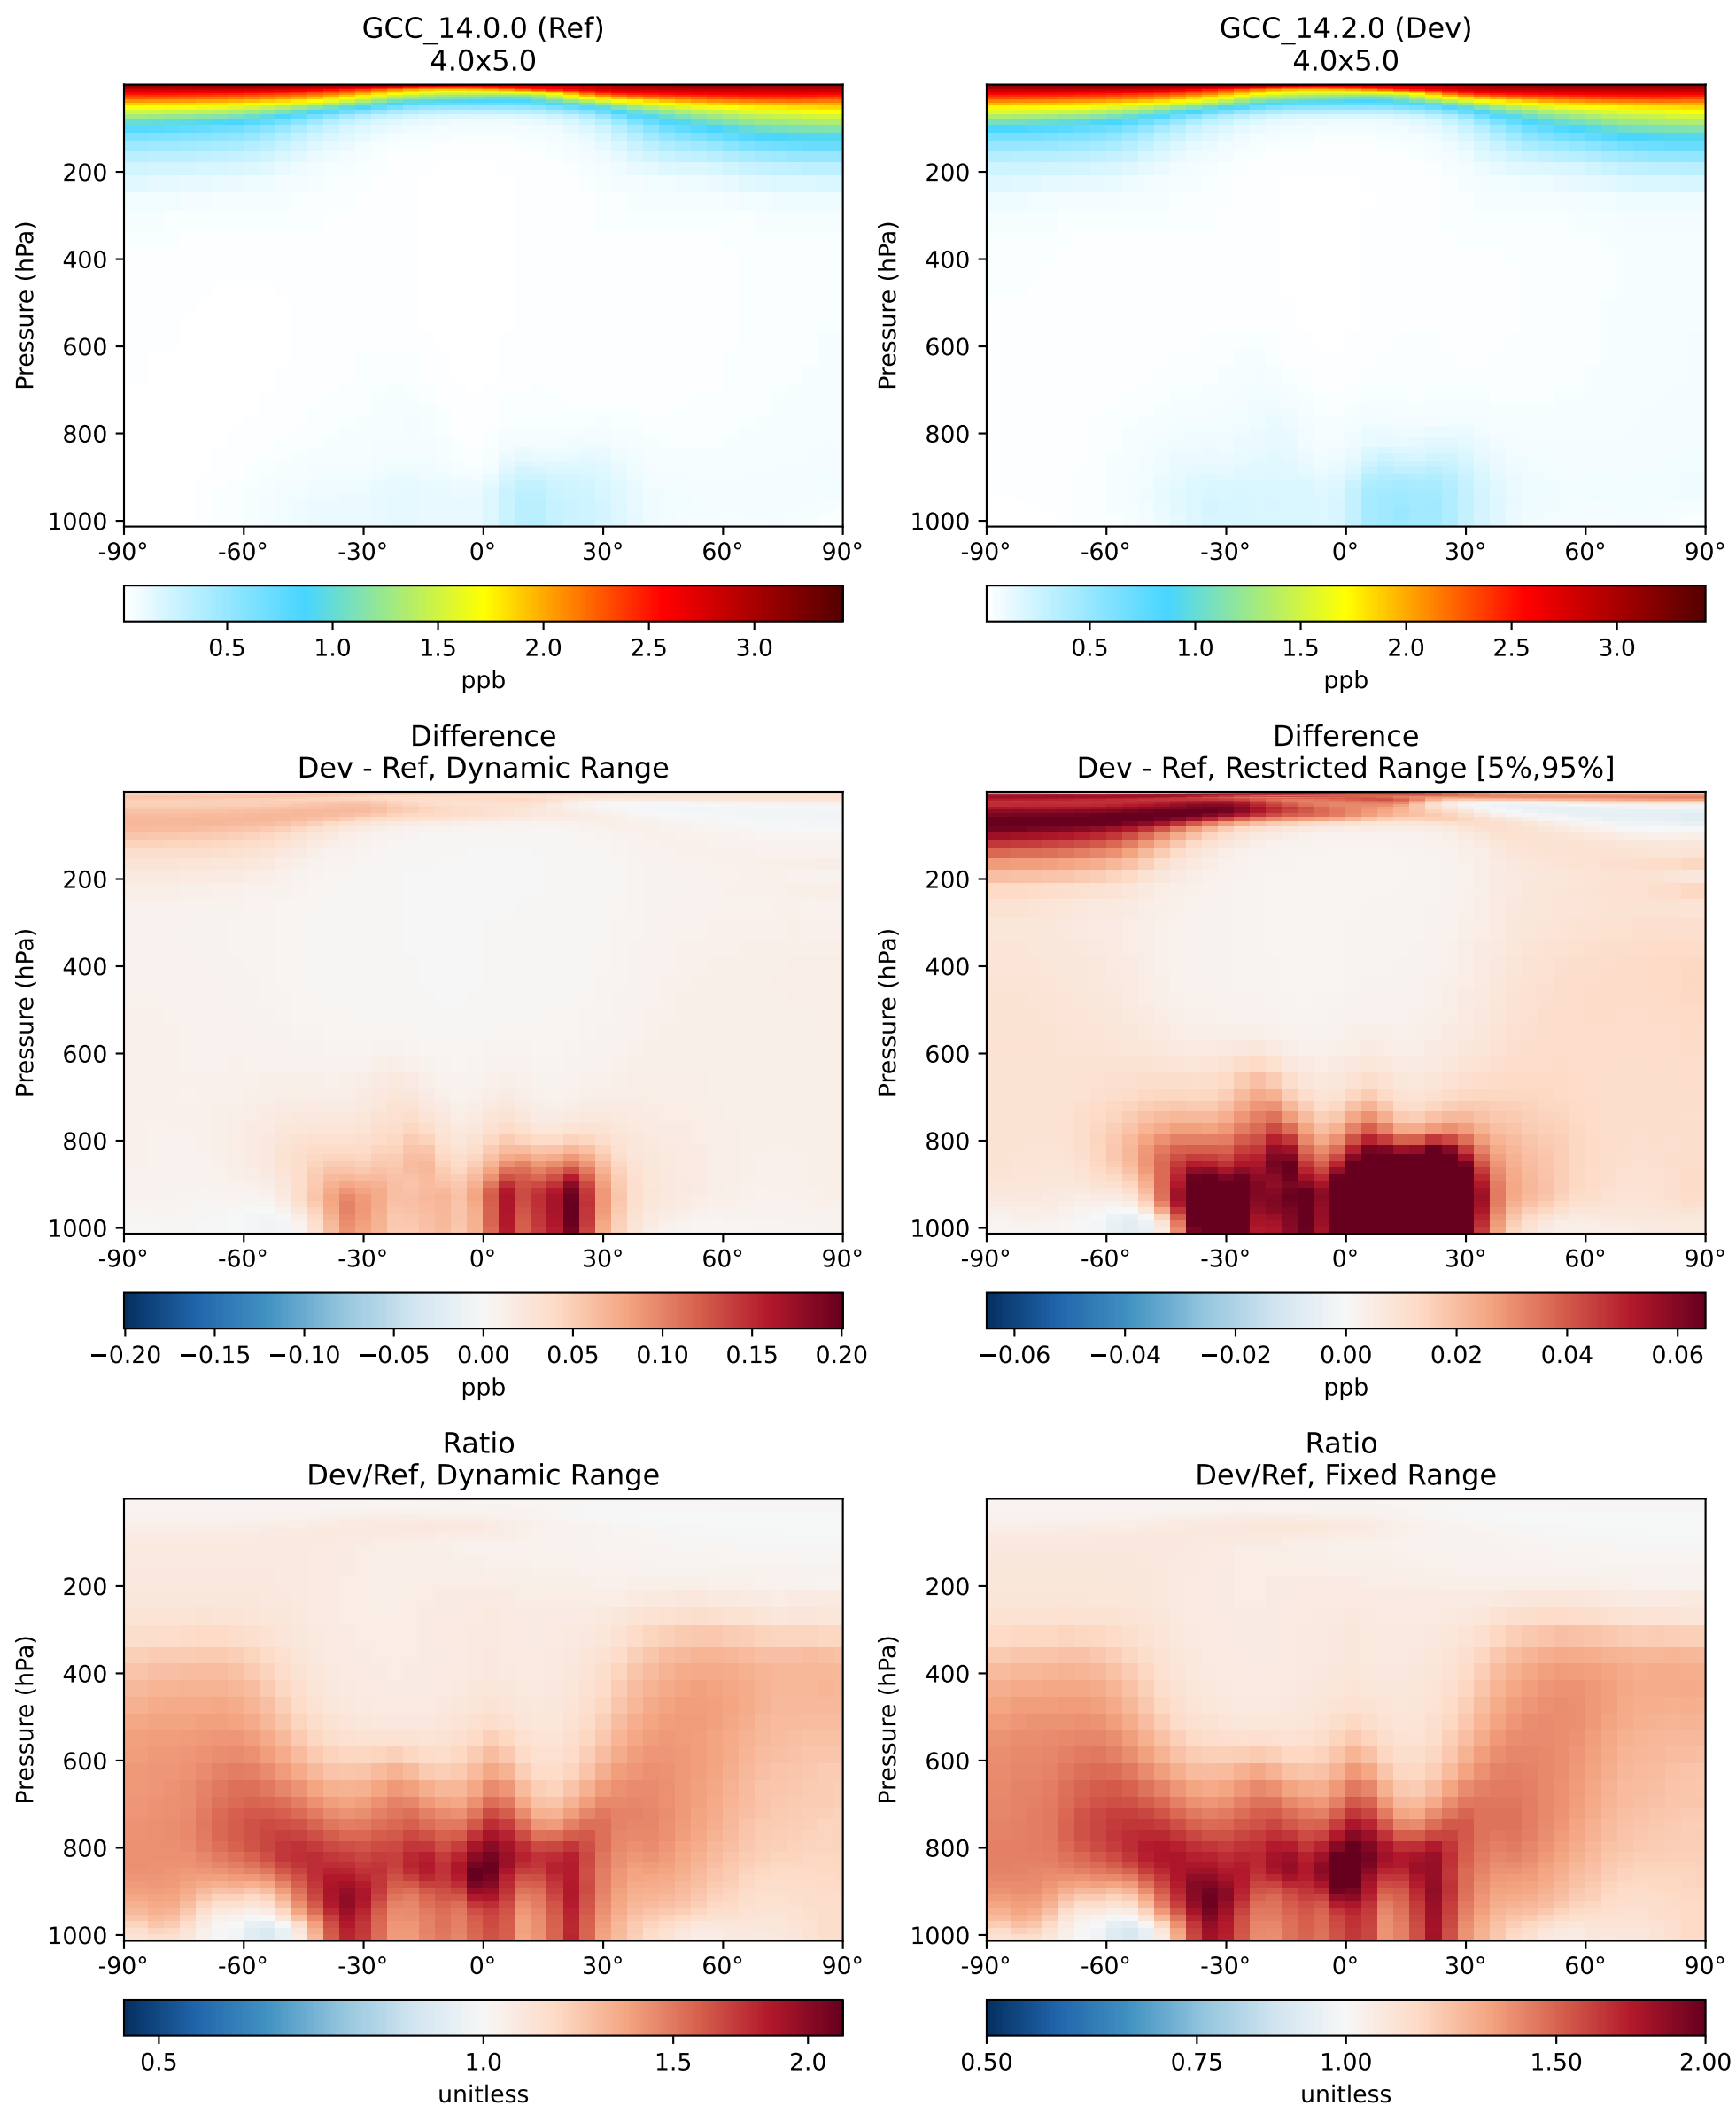 GCC_14.0.0 (Ref)
4.0x5.0
Pressure (hPa)
200
400
600
800
1000
-90° -60° -30° 0° 30° 60° 90°
0.5 1.0 1.5 2.0 2.5 3.0
ppb
GCC_14.2.0 (Dev)
4.0x5.0
Pressure (hPa)
200
400
600
800
1000
-90° -60° -30° 0° 30° 60° 90°
0.5 1.0 1.5 2.0 2.5 3.0
ppb
Difference
Dev - Ref, Dynamic Range
Pressure (hPa)
200
400
600
800
1000
-90° -60° -30° 0° 30° 60° 90°
−0.20 −0.15 −0.10 −0.05 0.00 0.05 0.10 0.15 0.20
ppb
Difference
Dev - Ref, Restricted Range [5%,95%]
Pressure (hPa)
200
400
600
800
1000
-90° -60° -30° 0° 30° 60° 90°
−0.06 −0.04 −0.02 0.00 0.02 0.04 0.06
ppb
Ratio
Dev/Ref, Dynamic Range
Pressure (hPa)
200
400
600
800
1000
-90° -60° -30° 0° 30° 60° 90°
0.5 1.0 1.5 2.0
unitless
Ratio
Dev/Ref, Fixed Range
Pressure (hPa)
200
400
600
800
1000
-90° -60° -30° 0° 30° 60° 90°
0.50 0.75 1.00 1.50 2.00
unitless